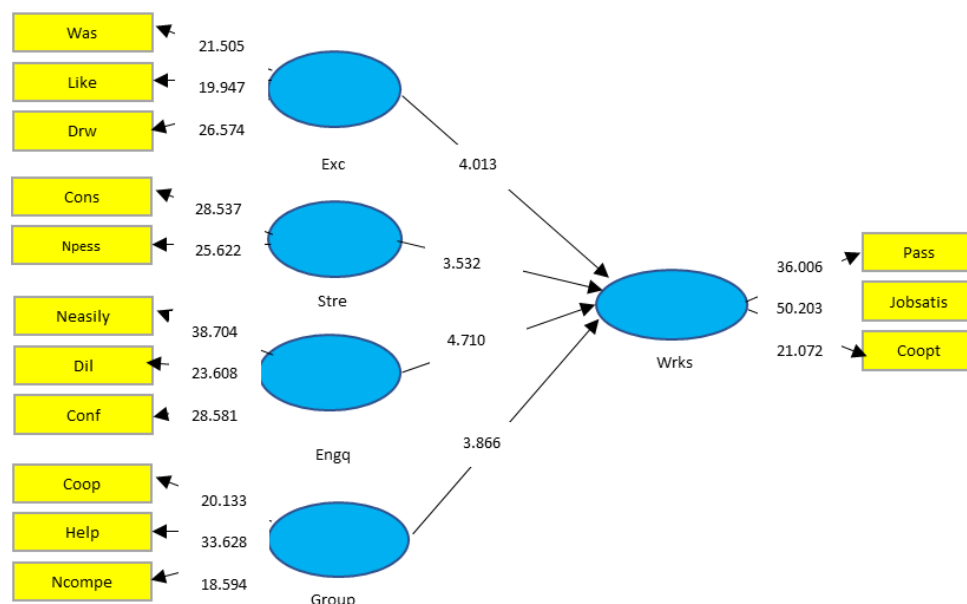 Was
21.505
Like
19.947
Drw
26.574
Exc
4.013
Cons
28.537
Npess
25.622
Stre
3.532
Neasily
38.704
Dil
23.608
Conf
28.581
Engq
4.710
Coop
20.133
Help
33.628
Ncompe
18.594
Group
3.866
Wrks
36.006
Pass
50.203
Jobsatis
21.072
Coopt